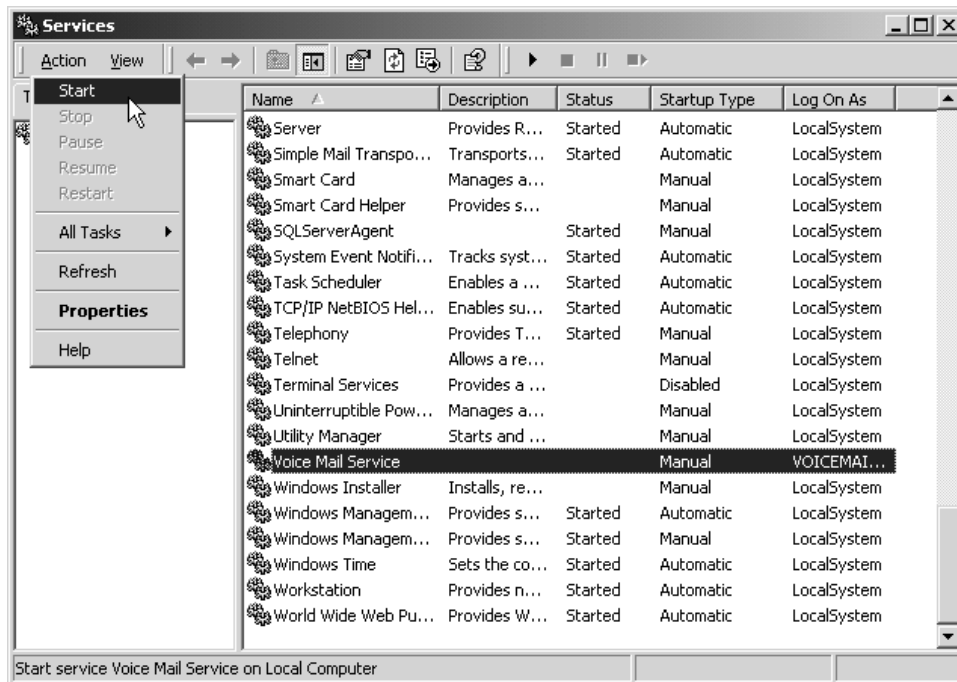 Services
Action View
T
Start
Stop
Pause
Resume
Restart
All Tasks
Refresh
Properties
Help
Name Description Status Startup Type Log On As
Server Provides R... Started Automatic LocalSystem
Simple Mail Transpo... Transports... Started Automatic LocalSystem
Smart Card Manages a... Manual LocalSystem
Smart Card Helper Provides s... Manual LocalSystem
SQLServerAgent Started Manual LocalSystem
System Event Notifi... Tracks syst... Started Automatic LocalSystem
Task Scheduler Enables a ... Started Automatic LocalSystem
TCP/IP NetBIOS Hel... Enables su... Started Automatic LocalSystem
Telephony Provides T... Started Manual LocalSystem
Telnet Allows a re... Manual LocalSystem
Terminal Services Provides a ... Disabled LocalSystem
Uninterruptible Pow... Manages a... Manual LocalSystem
Utility Manager Starts and ... Manual LocalSystem
Voice Mail Service Manual VOICEMAI...
Windows Installer Installs, re... Manual LocalSystem
Windows Managem... Provides s... Started Automatic LocalSystem
Windows Managem... Provides s... Started Manual LocalSystem
Windows Time Sets the co... Started Automatic LocalSystem
Workstation Provides n... Started Automatic LocalSystem
World Wide Web Pu... Provides W... Started Automatic LocalSystem
Start service Voice Mail Service on Local Computer